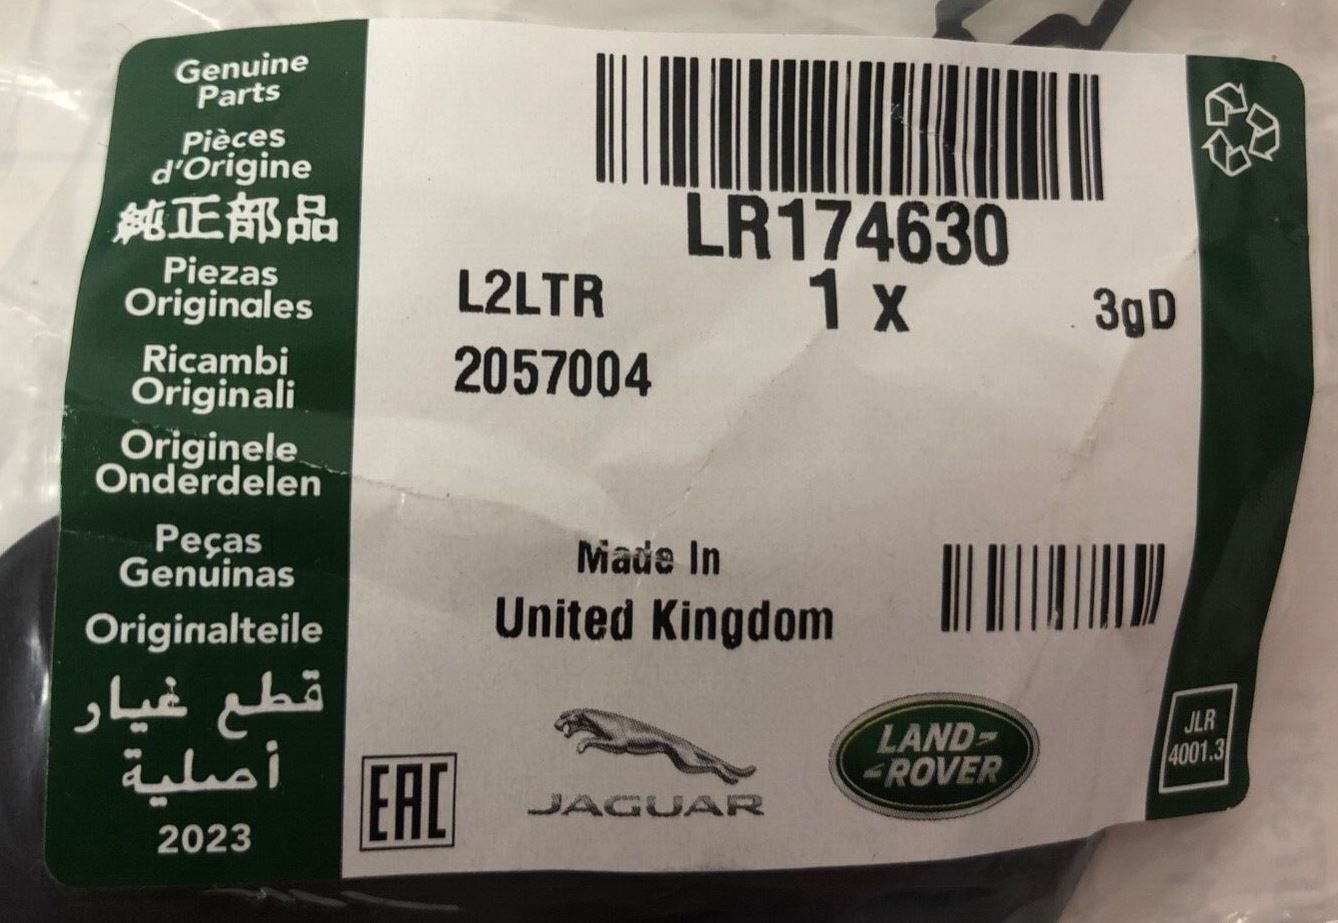 Genuine
Parts
Pièces
d'Origine
純正部品
Piezas
Originales
Ricambi
Originali
Originele
Onderdelen
Peças
Genuinas
Originalteile
قطع غيار
أصلية
2023
LR174630
L2LTR 1 x 3gD
2057004
Made In
United Kingdom
EAC
JAGUAR
LAND-
-ROVER
JLR
4001.3